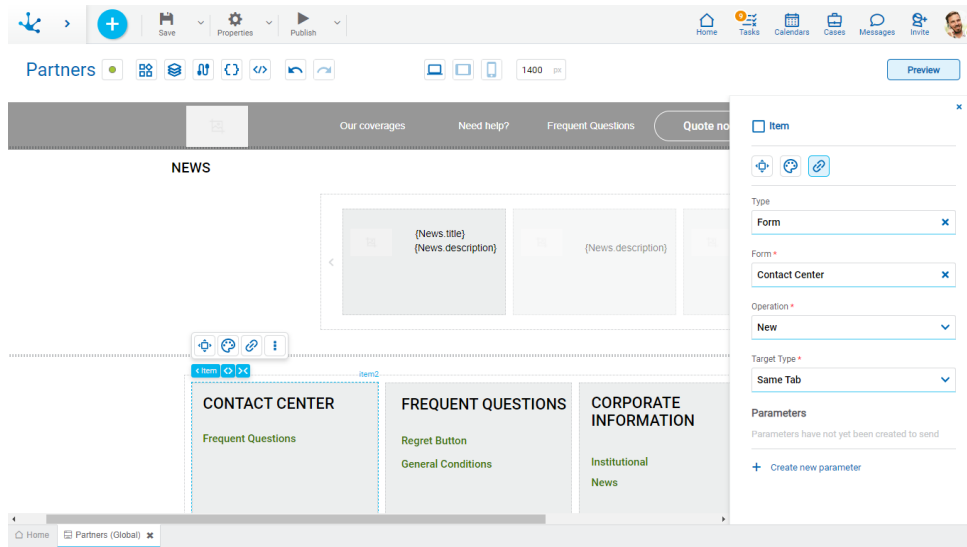 Save
Properties
Publish
Home
9
Tasks
Calendars
Cases
Messages
Invite
Partners
1400 px
Preview
Our coverages
Need help?
Frequent Questions
Quote no
Item
NEWS
Type
Form
{News.title}
{News.description}
{News.description}
Form *
Contact Center
Operation *
New
Target Type *
Same Tab
Item
item2
CONTACT CENTER
Frequent Questions
FREQUENT QUESTIONS
Regret Button
General Conditions
CORPORATE
INFORMATION
Institutional
News
Parameters
Parameters have not yet been created to send
+ Create new parameter
Home
Partners (Global)